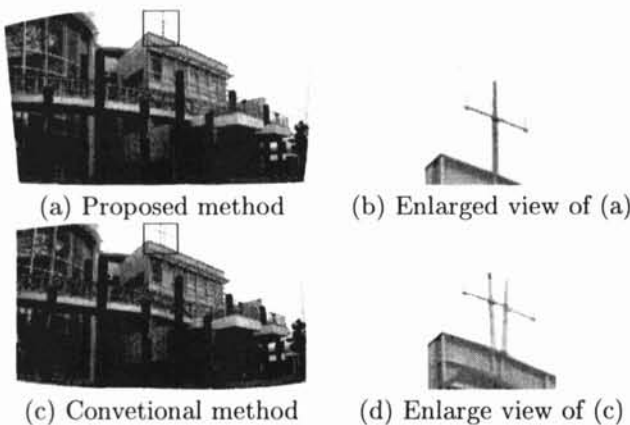 (a) Proposed method
(b) Enlarged view of (a)
(c) Convetional method
(d) Enlarge view of (c)